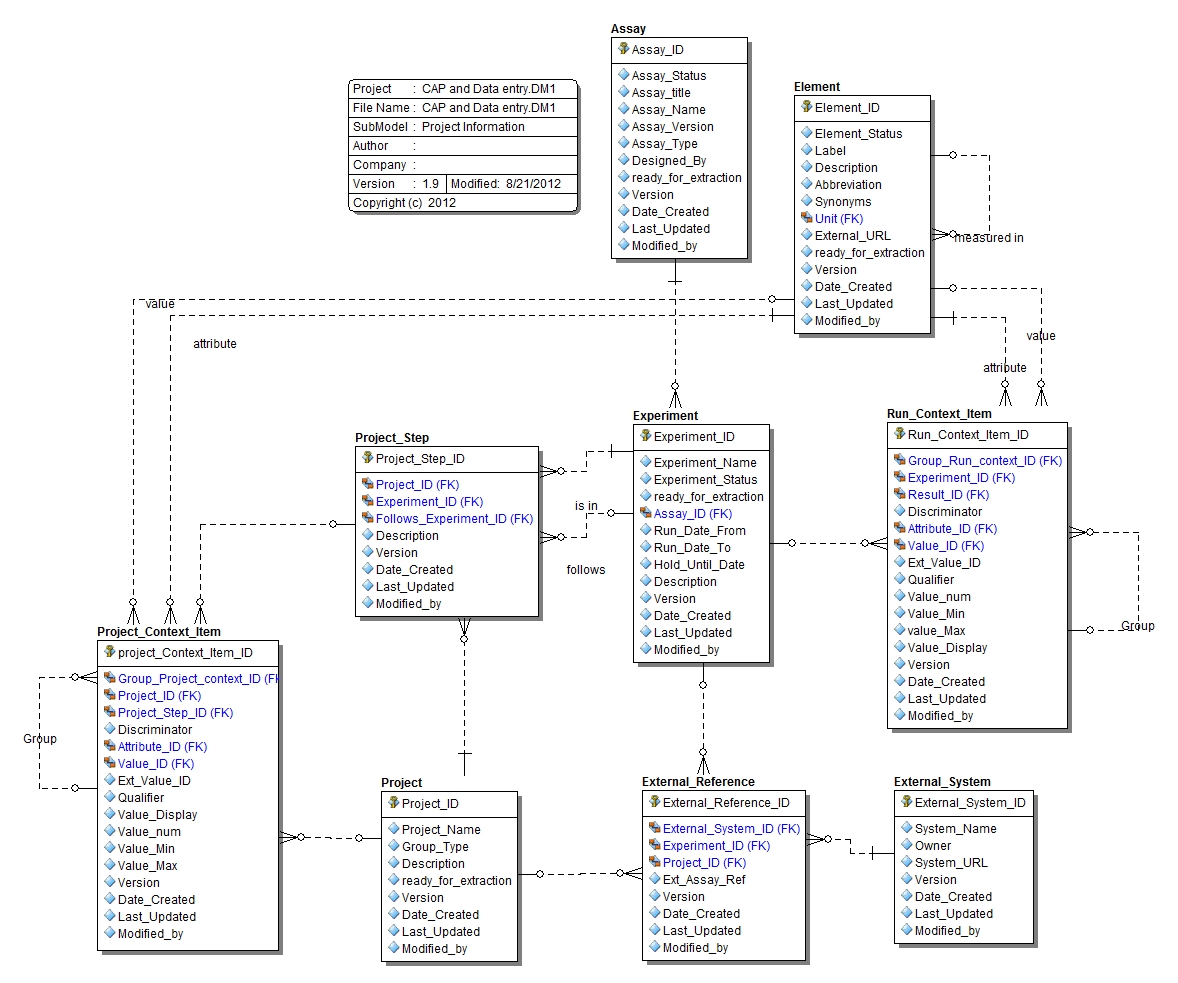 Assay
Assay_ID
Assay_Status
Assay_title
Assay_Name
Assay_Version
Assay_Type
Designed_By
ready_for_extraction
Version
Date_Created
Last_Updated
Modified_by
Project : CAP and Data entry.DM1
File Name : CAP and Data entry.DM1
SubModel : Project Information
Author :
Company :
Version : 1.9 Modified: 8/21/2012
Copyright (c) 2012
Element
Element_ID
Element_Status
Label
Description
Abbreviation
Synonyms
Unit (FK)
External_URL
ready_for_extraction
Version
Date_Created
Last_Updated
Modified_by
measured in
value
attribute
value
attribute
Project_Step
Project_Step_ID
Project_ID (FK)
Experiment_ID (FK)
Follows_Experiment_ID (FK)
Description
Version
Date_Created
Last_Updated
Modified_by
is in
follows
Experiment
Experiment_ID
Experiment_Name
Experiment_Status
ready_for_extraction
Assay_ID (FK)
Run_Date_From
Run_Date_To
Hold_Until_Date
Description
Version
Date_Created
Last_Updated
Modified_by
Run_Context_Item
Run_Context_Item_ID
Group_Run_context_ID (FK)
Experiment_ID (FK)
Result_ID (FK)
Discriminator
Attribute_ID (FK)
Value_ID (FK)
Ext_Value_ID
Qualifier
Value_num
Value_Min
value_Max
Value_Display
Version
Date_Created
Last_Updated
Modified_by
Group
Project_Context_Item
project_Context_Item_ID
Group_Project_context_ID (FK
Project_ID (FK)
Project_Step_ID (FK)
Discriminator
Attribute_ID (FK)
Value_ID (FK)
Ext_Value_ID
Qualifier
Value_Display
Value_num
Value_Min
Value_Max
Version
Date_Created
Last_Updated
Modified_by
Group
Project
Project_ID
Project_Name
Group_Type
Description
ready_for_extraction
Version
Date_Created
Last_Updated
Modified_by
External_Reference
External_Reference_ID
External_System_ID (FK)
Experiment_ID (FK)
Project_ID (FK)
Ext_Assay_Ref
Version
Date_Created
Last_Updated
Modified_by
External_System
External_System_ID
System_Name
Owner
System_URL
Version
Date_Created
Last_Updated
Modified_by